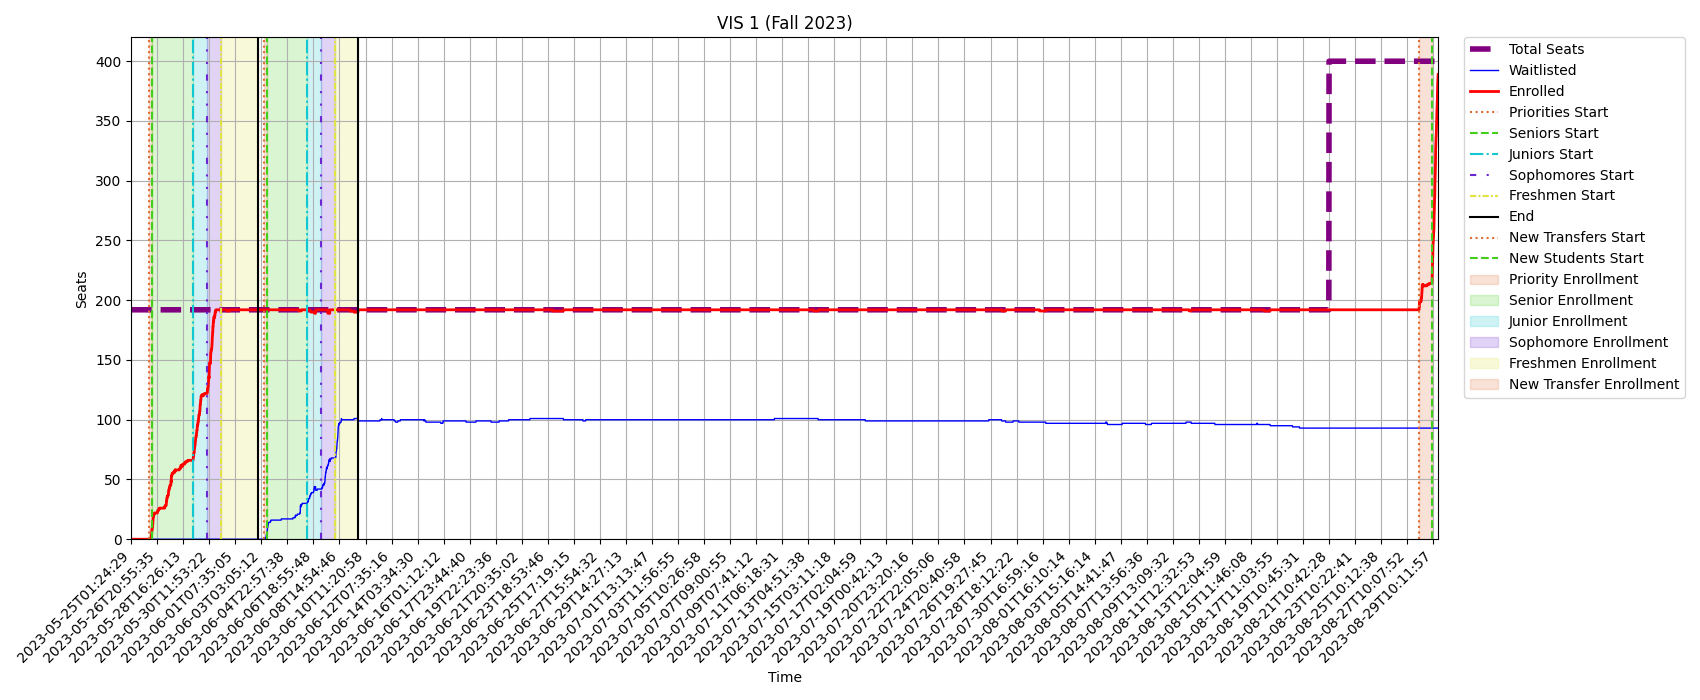 VIS 1 (Fall 2023)
Seats
400
350
300
250
200
150
100
50
0
2023-05-25T01:24:29
2023-05-26T20:55:35
2023-05-28T16:26:13
2023-05-30T11:53:22
2023-06-01T07:35:05
2023-06-03T03:05:12
2023-06-04T22:57:38
2023-06-06T18:55:48
2023-06-08T14:54:46
2023-06-10T11:20:58
2023-06-12T07:35:16
2023-06-14T03:34:30
2023-06-16T01:12:12
2023-06-17T23:44:40
2023-06-19T22:23:36
2023-06-21T20:35:02
2023-06-23T18:53:46
2023-06-25T17:19:15
2023-06-27T15:54:32
2023-06-29T14:27:13
2023-07-01T13:13:47
2023-07-03T11:56:55
2023-07-05T10:26:58
2023-07-07T09:00:55
2023-07-09T07:41:12
2023-07-11T06:18:31
2023-07-13T04:51:38
2023-07-15T03:11:18
2023-07-17T02:04:59
2023-07-19T00:42:13
2023-07-20T23:20:16
2023-07-22T22:05:06
2023-07-24T20:40:58
2023-07-26T19:27:45
2023-07-28T18:12:22
2023-07-30T16:59:16
2023-08-01T16:10:14
2023-08-03T15:16:14
2023-08-05T14:41:47
2023-08-07T13:56:36
2023-08-09T13:09:32
2023-08-11T12:32:53
2023-08-13T12:04:59
2023-08-15T11:46:08
2023-08-17T11:03:55
2023-08-19T10:45:31
2023-08-21T10:42:28
2023-08-23T10:22:41
2023-08-25T10:12:38
2023-08-27T10:07:52
2023-08-29T10:11:57
Time
Total Seats
Waitlisted
Enrolled
Priorities Start
Seniors Start
Juniors Start
Sophomores Start
Freshmen Start
End
New Transfers Start
New Students Start
Priority Enrollment
Senior Enrollment
Junior Enrollment
Sophomore Enrollment
Freshmen Enrollment
New Transfer Enrollment